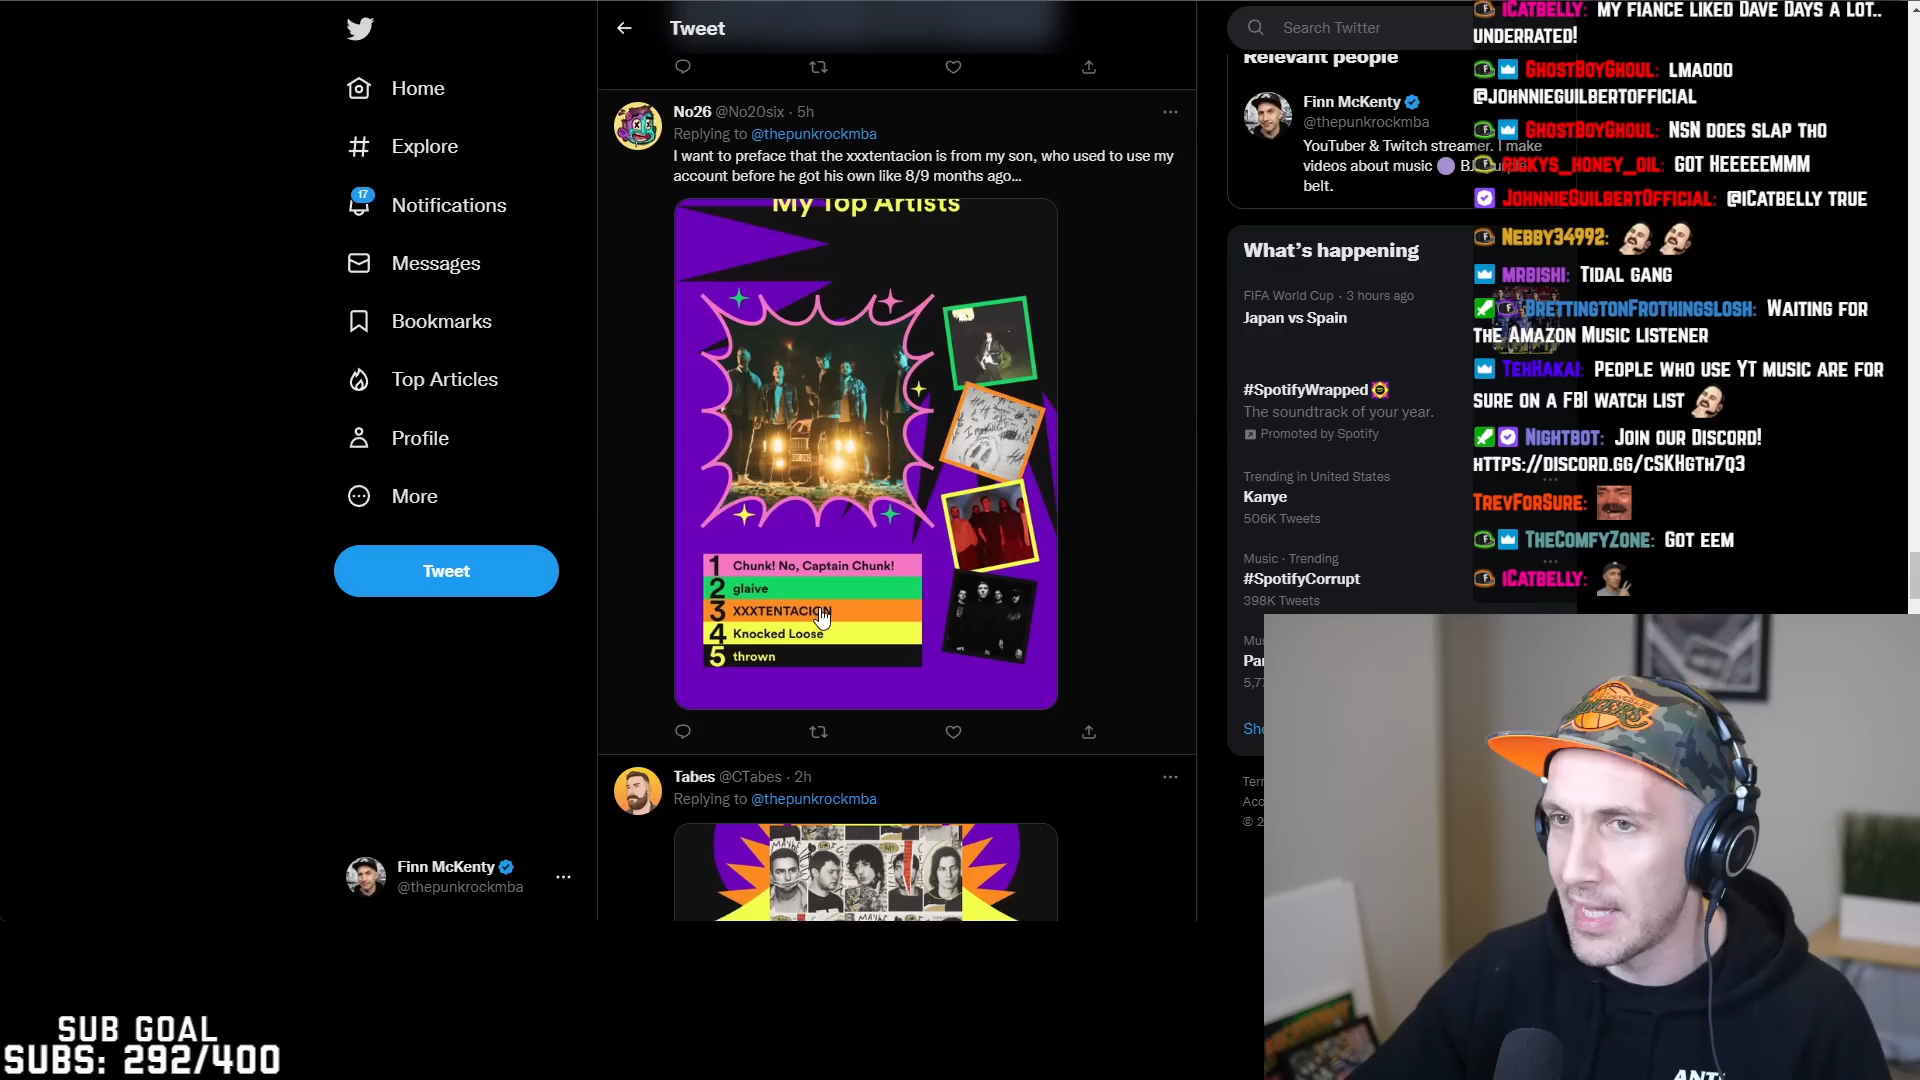 Tweet
Home
Explore
17
Notifications
Messages
Bookmarks
Top Articles
Profile
More
Tweet
Finn McKenty
@thepunkrockmba
SUB GOAL
SUBS: 292/400
No26 @No20six · 5h
Replying to @thepunkrockmba
I want to preface that the xxxtentacion is from my son, who used to use my
account before he got his own like 8/9 months ago...
My Top Artists
1 Chunk! No, Captain Chunk!
2 glaive
3 XXXTENTACION
4 Knocked Loose
5 thrown
Tabes @CTabes · 2h
Replying to @thepunkrockmba
Search Twitter
Relevant people
Finn McKenty
@thepunkrockmba
YouTuber & Twitch streamer. I make
videos about music
belt.
What's happening
FIFA World Cup · 3 hours ago
Japan vs Spain
#SpotifyWrapped
The soundtrack of your year.
Promoted by Spotify
Trending in United States
Kanye
506K Tweets
Music · Trending
#SpotifyCorrupt
398K Tweets
iCatbelly: My fiance liked Dave Days a lot..
underrated!
GhostBoyGhoul: LMAOOO
@johnnieguilbertofficial
GhostBoyGhoul: NSN does slap tho
Riskys_Honey_Oil: GOT HEEEEEMMM
JohnnieGuilbertOfficial: @iCatbelly true
Nebby34992:
mrbishi: Tidal gang
BrettingtonFrothingslosh: Waiting for
the Amazon Music listener
TehHakai: People who use YT music are for
sure on a FBI watch list
Nightbot: Join our Discord!
https://discord.gg/cSKHgth7q3
TrevForSure:
TheComfyZone: Got eem
iCatbelly: